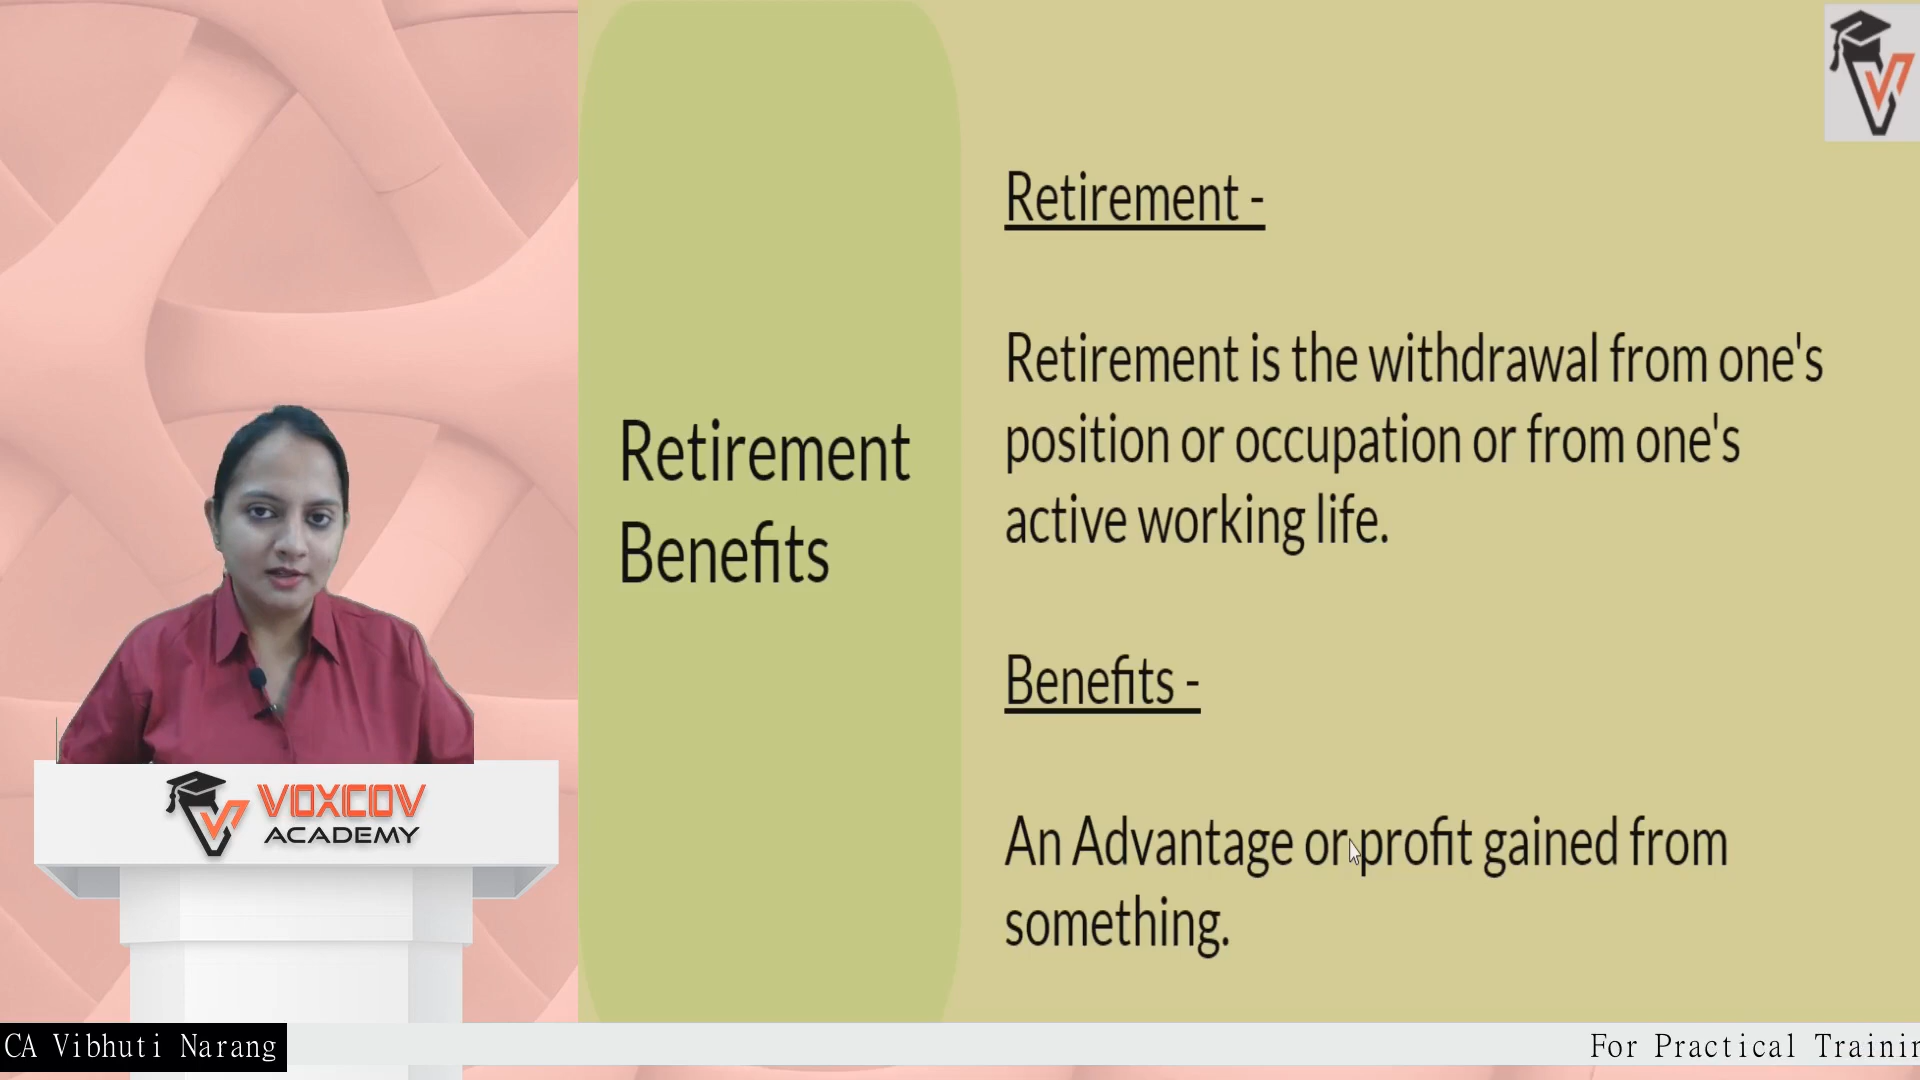 Retirement
Benefits
Retirement -
Retirement is the withdrawal from one's
position or occupation or from one's
active working life.
Benefits -
An Advantage or profit gained from
something.
VOXCOV
ACADEMY
CA Vibhuti Narang
For Practical Trainin